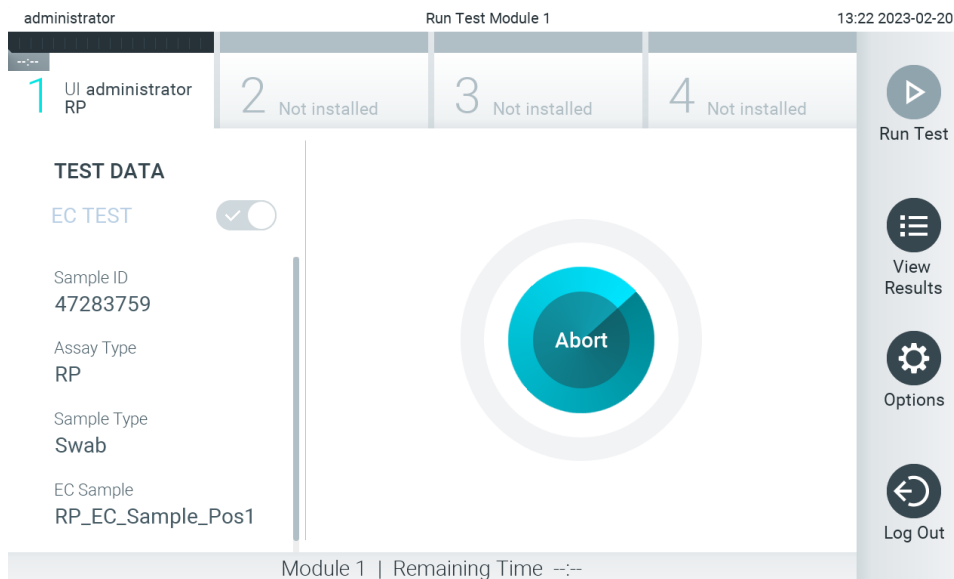 administrator
Run Test Module 1
13:22 2023-02-20
--:--
1 UI administrator
RP
2 Not installed
3 Not installed
4 Not installed
Run Test
TEST DATA
EC TEST
Sample ID
47283759
Assay Type
RP
Sample Type
Swab
EC Sample
RP_EC_Sample_Pos1
Abort
View
Results
Options
Log Out
Module 1 | Remaining Time --:--